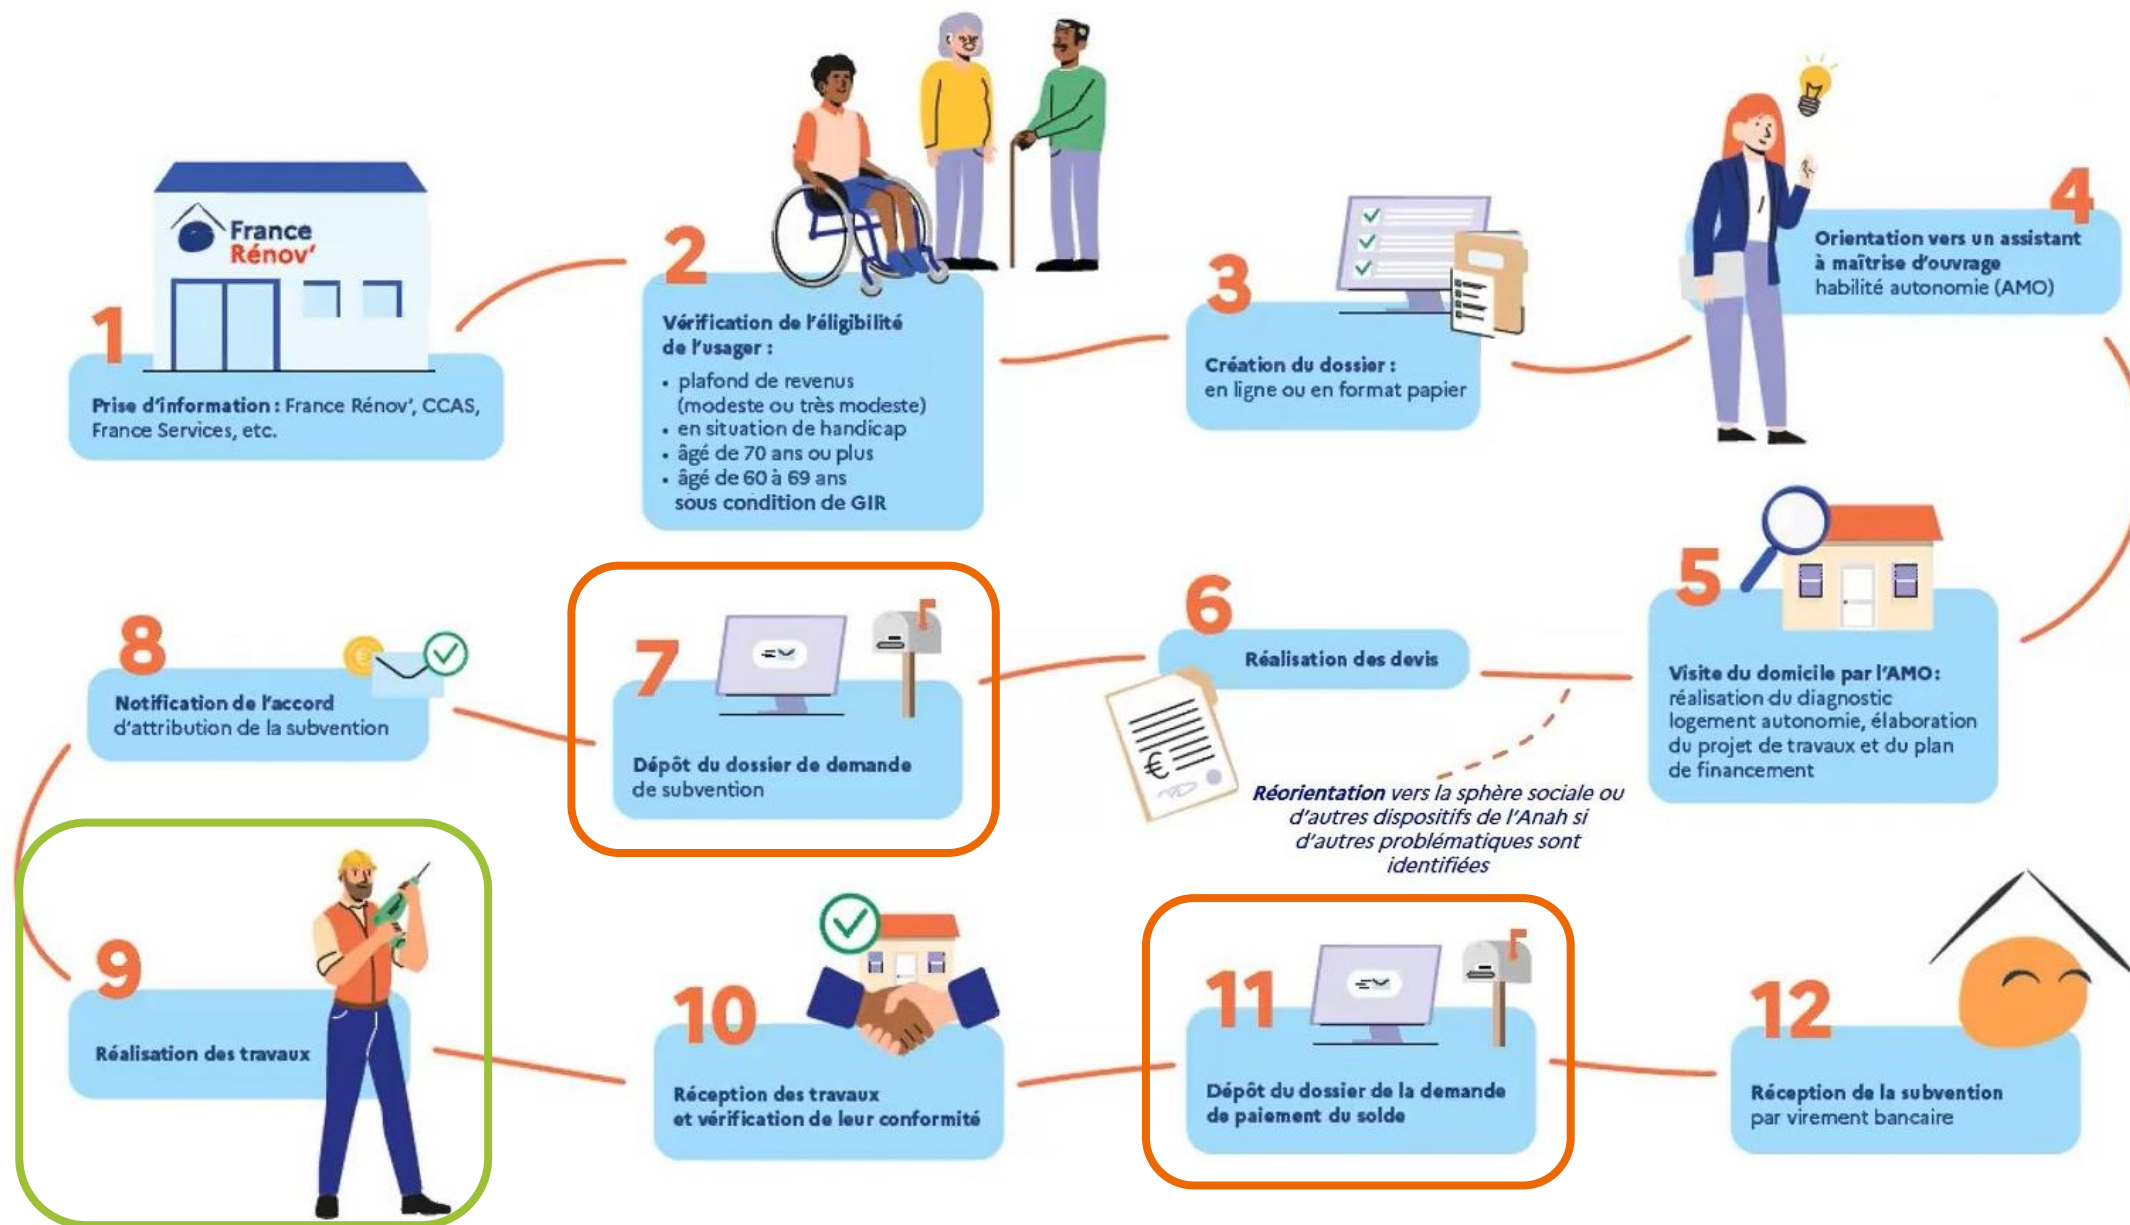 France
Rénov'
1
Prise d'information : France Rénov', CCAS,
France Services, etc.
2
Vérification de l'éligibilité
de l'usager :
• plafond de revenus
(modeste ou très modeste)
• en situation de handicap
• âgé de 70 ans ou plus
• âgé de 60 à 69 ans
sous condition de GIR
3
Création du dossier :
en ligne ou en format papier
4
Orientation vers un assistant
à maîtrise d'ouvrage
habilité autonomie (AMO)
5
Visite du domicile par l'AMO :
réalisation du diagnostic
logement autonomie, élaboration
du projet de travaux et du plan
de financement
6
Réalisation des devis
€
Réorientation vers la sphère sociale ou
d'autres dispositifs de l'Anah si
d'autres problématiques sont
identifiées
7
Dépôt du dossier de demande
de subvention
8
€
Notification de l'accord
d'attribution de la subvention
9
Réalisation des travaux
10
Réception des travaux
et vérification de leur conformité
11
Dépôt du dossier de la demande
de paiement du solde
12
Réception de la subvention
par virement bancaire